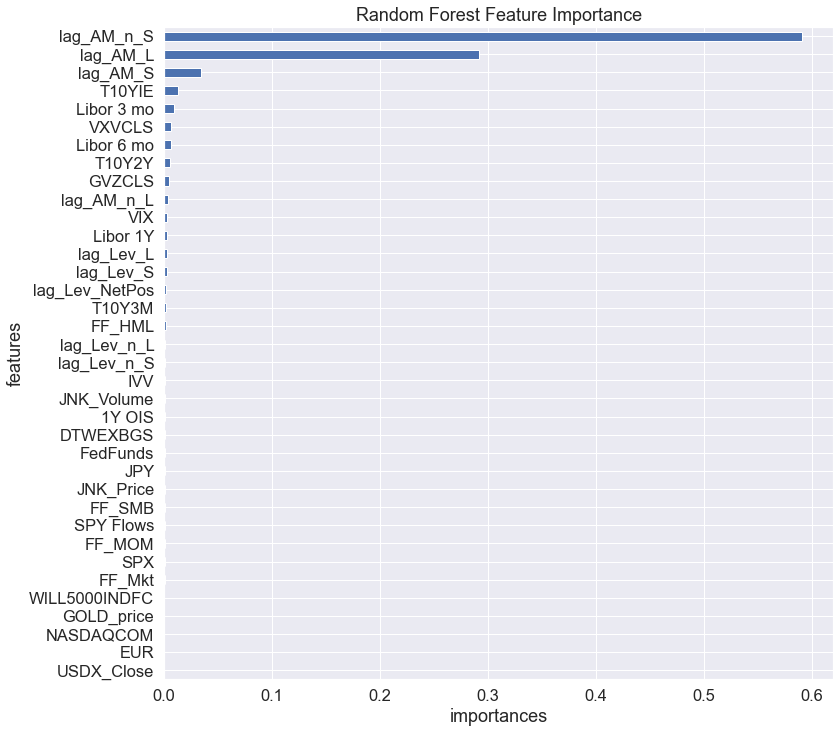 Random Forest Feature Importance
lag_AM_n_S
lag_AM_L
lag_AM_S
T10YIE
Libor 3 mo
VXVCLS
Libor 6 mo
T10Y2Y
GVZCLS
lag_AM_n_L
VIX
Libor 1Y
lag_Lev_L
lag_Lev_S
lag_Lev_NetPos
T10Y3M
FF_HML
lag_Lev_n_L
lag_Lev_n_S
IVV
JNK_Volume
1Y OIS
DTWEXBGS
FedFunds
JPY
JNK_Price
FF_SMB
SPY Flows
FF_MOM
SPX
FF_Mkt
WILL5000INDFC
GOLD_price
NASDAQCOM
EUR
USDX_Close
features
0.0 0.1 0.2 0.3 0.4 0.5 0.6
importances